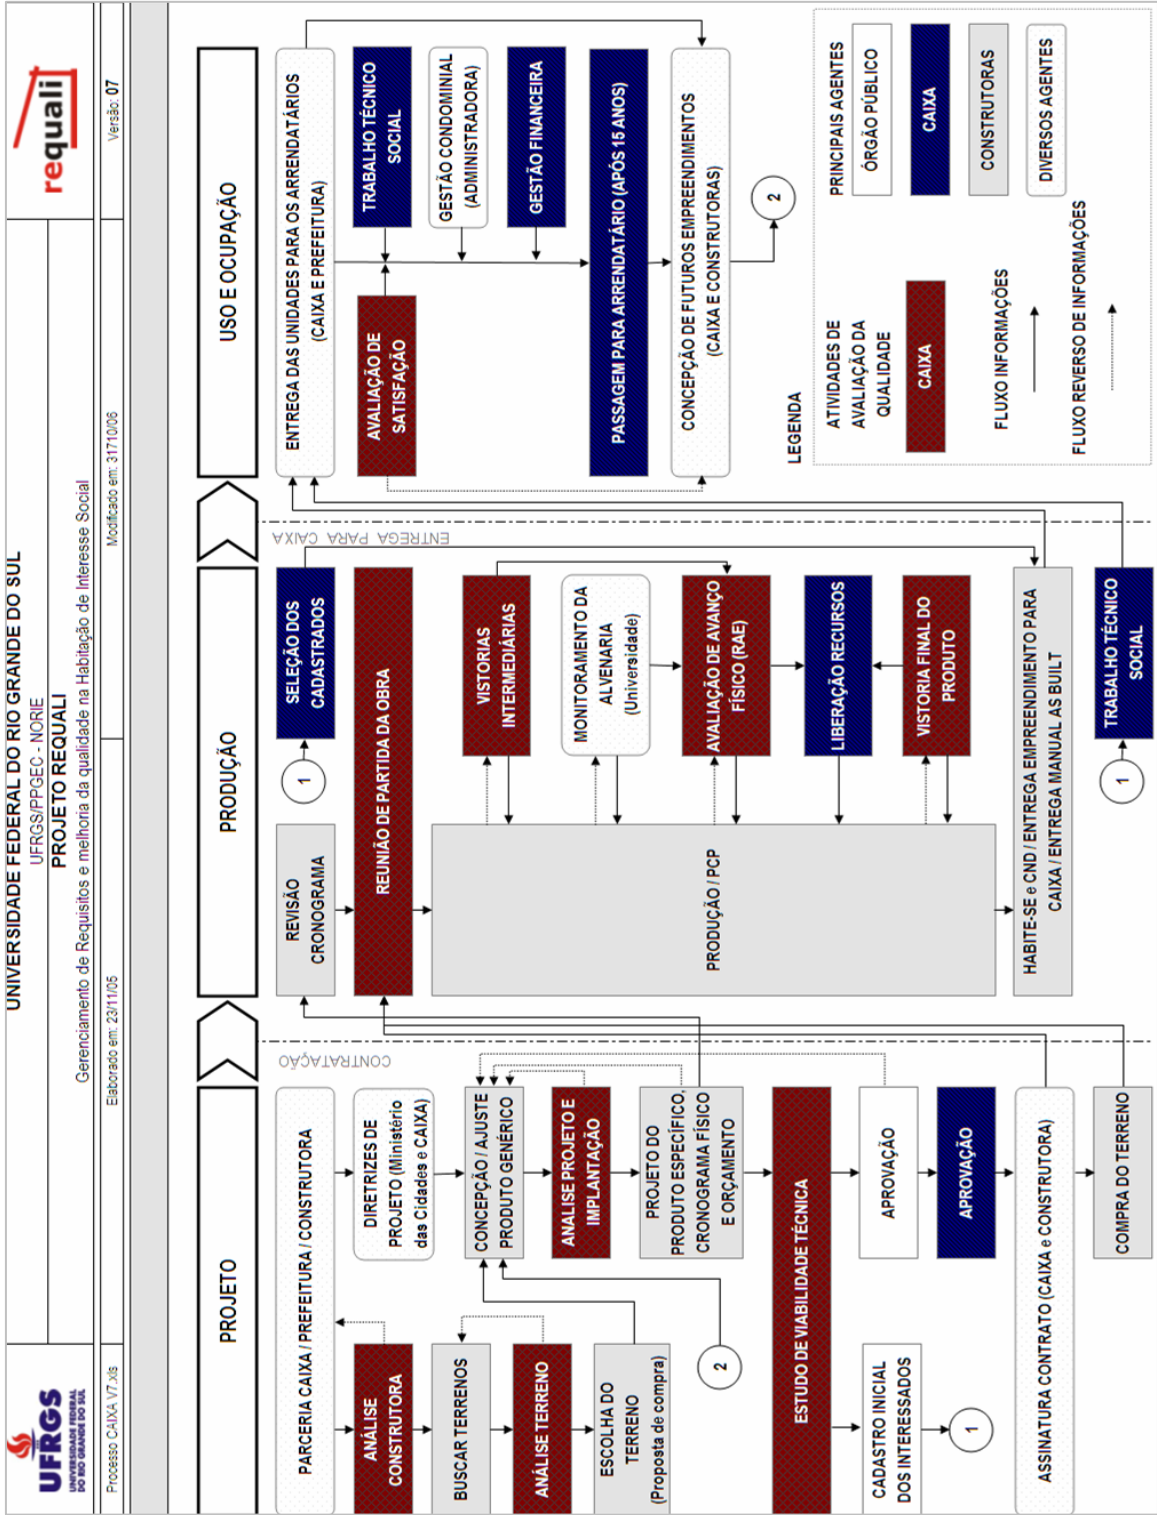 UFRGS
UNIVERSIDADE FEDERAL
DO RIO GRANDE DO SUL
UNIVERSIDADE FEDERAL DO RIO GRANDE DO SUL
UFRGS/PPGEC - NORIE
PROJETO REQUALI
Gerenciamento de Requisitos e melhoria da qualidade na Habitação de Interesse Social
requali
Processo CAIXA V7.xls
Elaborado em: 23/11/05
Modificado em: 31710/06
Versão: 07
PROJETO
PARCERIA CAIXA / PREFEITURA / CONSTRUTORA
ANÁLISE
CONSTRUTORA
BUSCAR TERRENOS
ANÁLISE TERRENO
ESCOLHA DO
TERRENO
(Proposta de compra)
2
DIRETRIZES DE
PROJETO (Ministério
das Cidades e CAIXA)
CONCEPÇÃO / AJUSTE
PRODUTO GENÉRICO
ANALISE PROJETO E
IMPLANTAÇÃO
PROJETO DO
PRODUTO ESPECÍFICO,
CRONOGRAMA FÍSICO
E ORÇAMENTO
ESTUDO DE VIABILIDADE TÉCNICA
CADASTRO INICIAL
DOS INTERESSADOS
1
APROVAÇÃO
APROVAÇÃO
ASSINATURA CONTRATO (CAIXA e CONSTRUTORA)
COMPRA DO TERRENO
CONTRATAÇÃO
PRODUÇÃO
REVISÃO
CRONOGRAMA
1
SELEÇÃO DOS
CADASTRADOS
REUNIÃO DE PARTIDA DA OBRA
PRODUÇÃO / PCP
VISTORIAS
INTERMEDIÁRIAS
MONITORAMENTO DA
ALVENARIA
(Universidade)
AVALIAÇÃO DE AVANÇO
FÍSICO (RAE)
LIBERAÇÃO RECURSOS
VISTORIA FINAL DO
PRODUTO
HABITE-SE e CND / ENTREGA EMPREENDIMENTO PARA
CAIXA / ENTREGA MANUAL AS BUILT
1
TRABALHO TÉCNICO
SOCIAL
ENTREGA PARA CAIXA
USO E OCUPAÇÃO
ENTREGA DAS UNIDADES PARA OS ARRENDATÁRIOS
(CAIXA E PREFEITURA)
AVALIAÇÃO DE
SATISFAÇÃO
TRABALHO TÉCNICO
SOCIAL
GESTÃO CONDOMINIAL
(ADMINISTRADORA)
GESTÃO FINANCEIRA
PASSAGEM PARA ARRENDATÁRIO (APÓS 15 ANOS)
CONCEPÇÃO DE FUTUROS EMPREENDIMENTOS
(CAIXA E CONSTRUTORAS)
2
LEGENDA
ATIVIDADES DE
AVALIAÇÃO DA
QUALIDADE
CAIXA
PRINCIPAIS AGENTES
ÓRGÃO PÚBLICO
CAIXA
CONSTRUTORAS
DIVERSOS AGENTES
FLUXO INFORMAÇÕES
FLUXO REVERSO DE INFORMAÇÕES